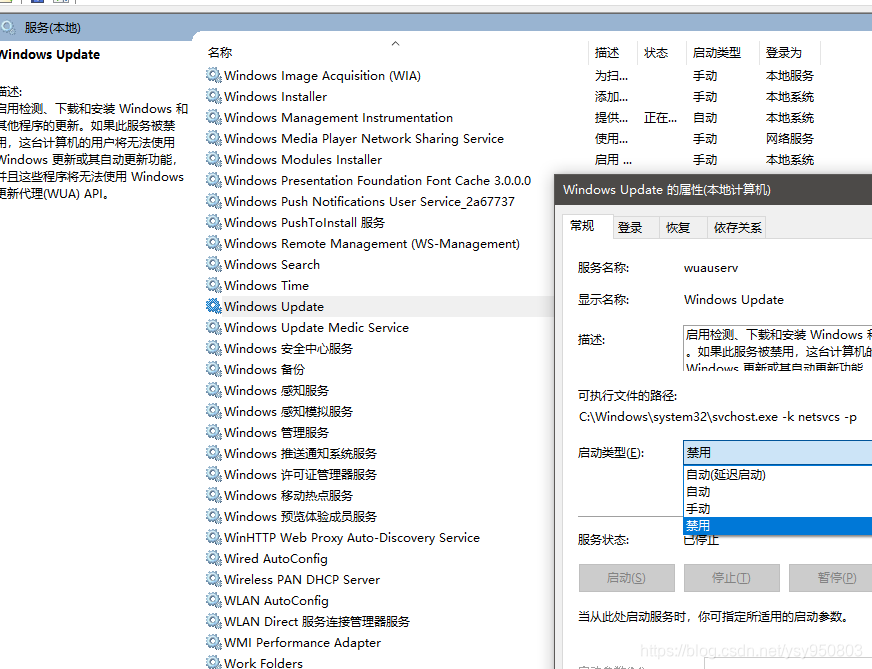 服务(本地)
Windows Update
描述:
启用检测、下载和安装 Windows 和
其他程序的更新。如果此服务被禁
用，这台计算机的用户将无法使用
Windows 更新或其自动更新功能，
并且这些程序将无法使用 Windows
更新代理(WUA) API。
名称 描述 状态 启动类型 登录为
Windows Image Acquisition (WIA) 为扫... 手动 本地服务
Windows Installer 添加... 手动 本地系统
Windows Management Instrumentation 提供... 正在... 自动 本地系统
Windows Media Player Network Sharing Service 使用... 手动 网络服务
Windows Modules Installer 启用 ... 手动 本地系统
Windows Presentation Foundation Font Cache 3.0.0.0
Windows Push Notifications User Service_2a67737
Windows PushToInstall 服务
Windows Remote Management (WS-Management)
Windows Search
Windows Time
Windows Update
Windows Update Medic Service
Windows 安全中心服务
Windows 备份
Windows 感知服务
Windows 感知模拟服务
Windows 管理服务
Windows 推送通知系统服务
Windows 许可证管理器服务
Windows 移动热点服务
Windows 预览体验成员服务
WinHTTP Web Proxy Auto-Discovery Service
Wired AutoConfig
Wireless PAN DHCP Server
WLAN AutoConfig
WLAN Direct 服务连接管理器服务
WMI Performance Adapter
Work Folders
Windows Update 的属性(本地计算机)
常规 登录 恢复 依存关系
服务名称: wuauserv
显示名称: Windows Update
描述:
启用检测、下载和安装 Windows 和
。如果此服务被禁用，这台计算机的
Windows 更新或其自动更新功能
可执行文件的路径:
C:\Windows\system32\svchost.exe -k netsvcs -p
启动类型(E): 禁用
自动(延迟启动)
自动
手动
禁用
服务状态: 已停止
启动(S) 停止(T) 暂停(P)
当从此处启动服务时，你可指定所适用的启动参数。
https://blog.csdn.net/ysy950803